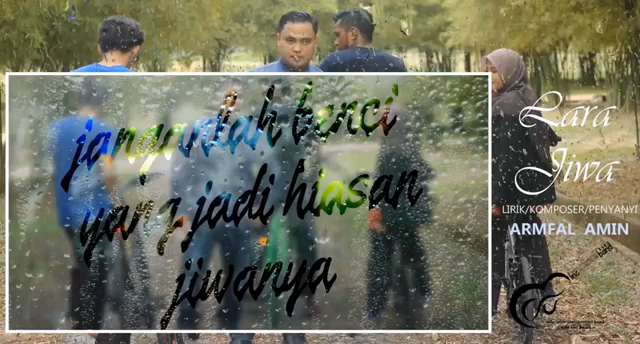 janganlah benci
yang jadi hiasan
jiwanya
Lara
Jiwa
LIRIK/KOMPOSER/PENYANYI
ARMFAL AMIN